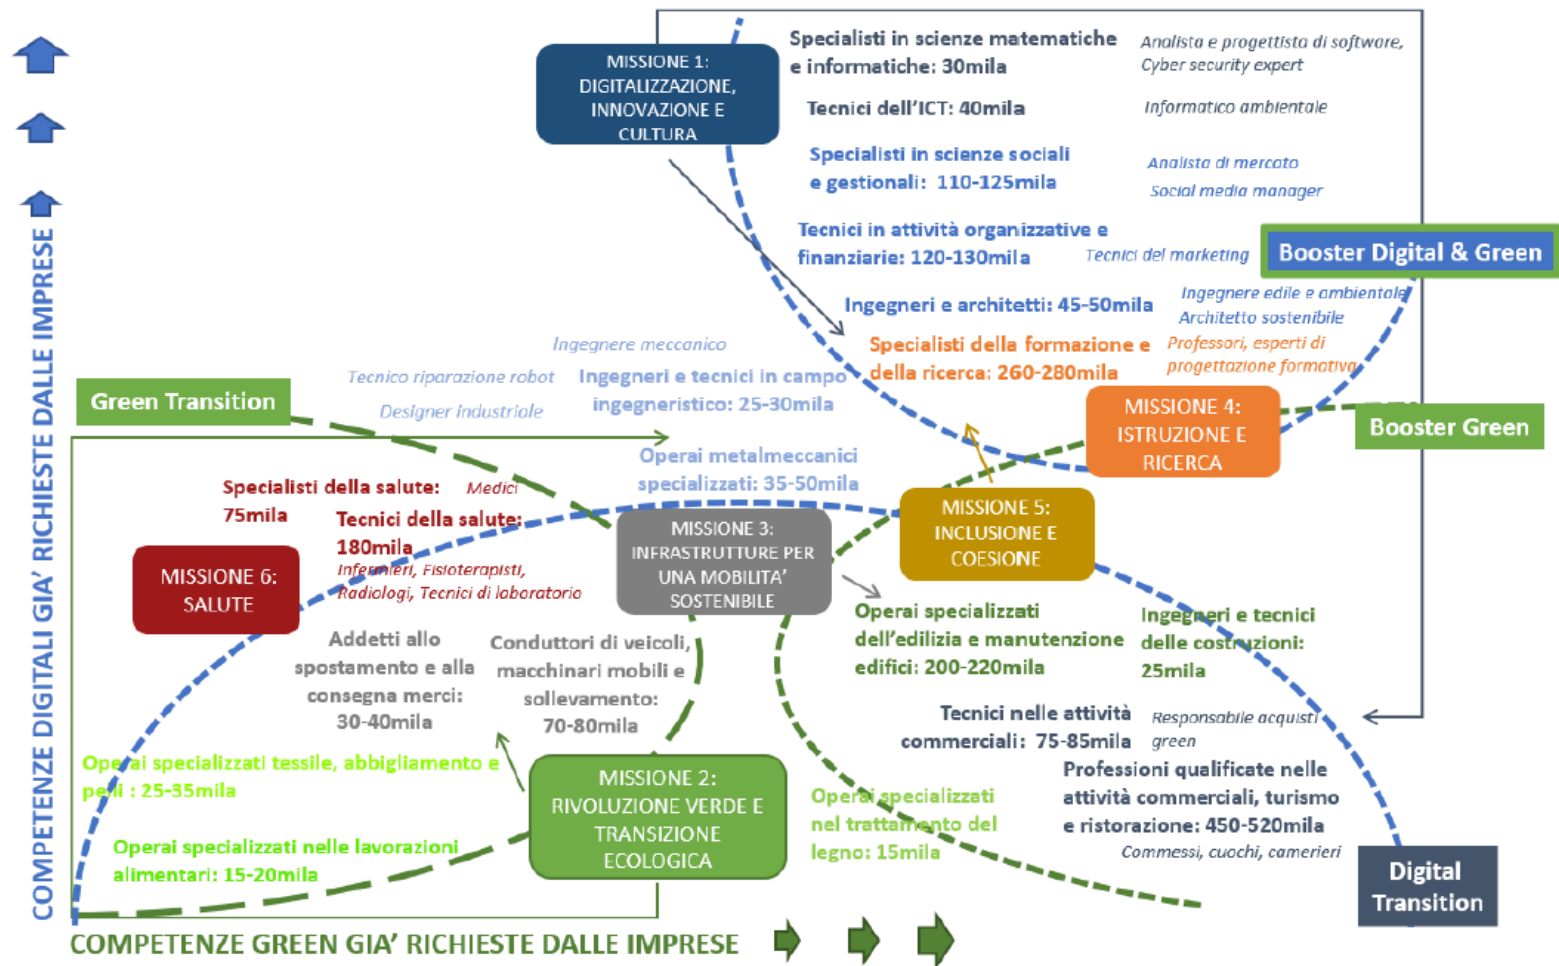 COMPETENZE DIGITALI GIA' RICHIESTE DALLE IMPRESE
MISSIONE 1:
DIGITALIZZAZIONE,
INNOVAZIONE E
CULTURA
Specialisti in scienze matematiche
e informatiche: 30mila
Analista e progettista di software,
Cyber security expert
Tecnici dell'ICT: 40mila
Informatico ambientale
Specialisti in scienze sociali
e gestionali: 110-125mila
Analista di mercato
Social media manager
Tecnici in attività organizzative e
finanziarie: 120-130mila
Tecnici del marketing
Booster Digital & Green
Ingegneri e architetti: 45-50mila
Ingegnere edile e ambientale
Architetto sostenibile
Specialisti della formazione e
della ricerca: 260-280mila
Professori, esperti di
progettazione formativa
Ingegnere meccanico
Tecnico riparazione robot
Designer industriale
Ingegneri e tecnici in campo
ingegneristico: 25-30mila
Green Transition
MISSIONE 4:
ISTRUZIONE E
RICERCA
Booster Green
Operai metalmeccanici
specializzati: 35-50mila
Specialisti della salute:
75mila
Medici
Tecnici della salute:
180mila
Infermieri, Fisioterapisti,
Radiologi, Tecnici di laboratorio
MISSIONE 6:
SALUTE
MISSIONE 3:
INFRASTRUTTURE PER
UNA MOBILITA'
SOSTENIBILE
MISSIONE 5:
INCLUSIONE E
COESIONE
Addetti allo
spostamento e alla
consegna merci:
30-40mila
Conduttori di veicoli,
macchinari mobili e
sollevamento:
70-80mila
Operai specializzati
dell'edilizia e manutenzione
edifici: 200-220mila
Ingegneri e tecnici
delle costruzioni:
25mila
Tecnici nelle attività
commerciali: 75-85mila
Responsabile acquisti
green
Operai specializzati tessile, abbigliamento e
pelli : 25-35mila
MISSIONE 2:
RIVOLUZIONE VERDE E
TRANSIZIONE
ECOLOGICA
Operai specializzati
nel trattamento del
legno: 15mila
Professioni qualificate nelle
attività commerciali, turismo
e ristorazione: 450-520mila
Commessi, cuochi, camerieri
Operai specializzati nelle lavorazioni
alimentari: 15-20mila
Digital
Transition
COMPETENZE GREEN GIA' RICHIESTE DALLE IMPRESE